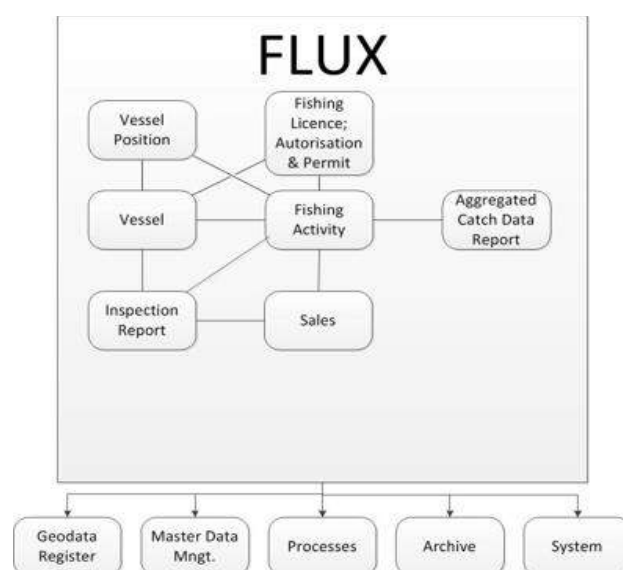 FLUX
Vessel
Position
Fishing
Licence;
Autorisation
& Permit
Vessel
Fishing
Activity
Aggregated
Catch Data
Report
Inspection
Report
Sales
Geodata
Register
Master Data
Mngt.
Processes
Archive
System